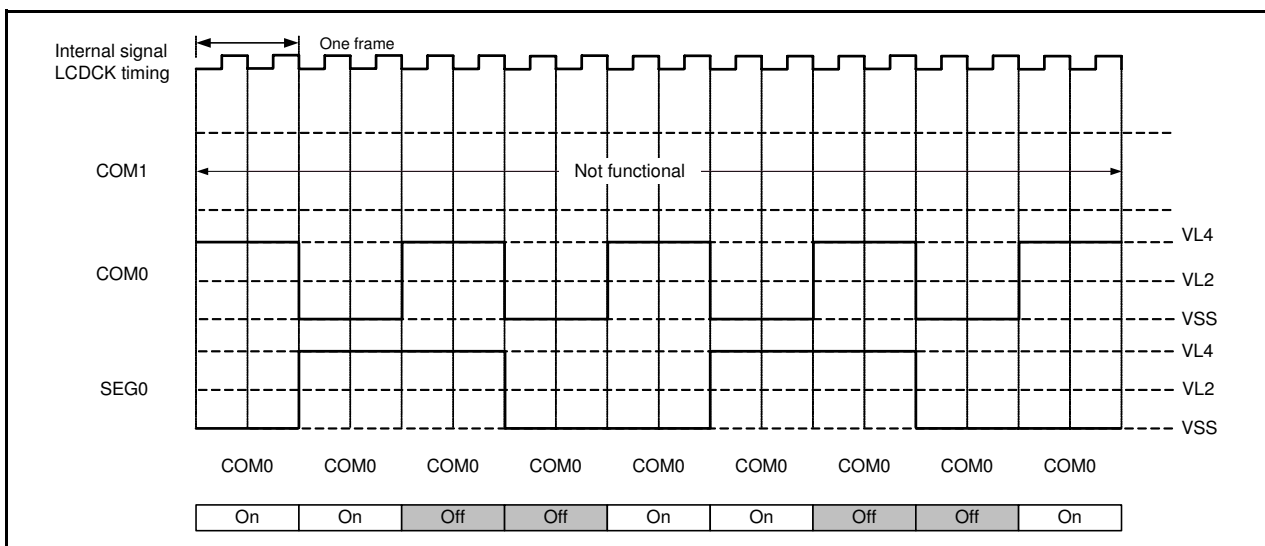 Internal signal One frame
LCDCK timing
COM1 Not functional
VL4
COM0 VL2
VSS
VL4
SEG0 VL2
VSS
COM0 COM0 COM0 COM0 COM0 COM0 COM0 COM0 COM0
On On Off Off On On Off Off On